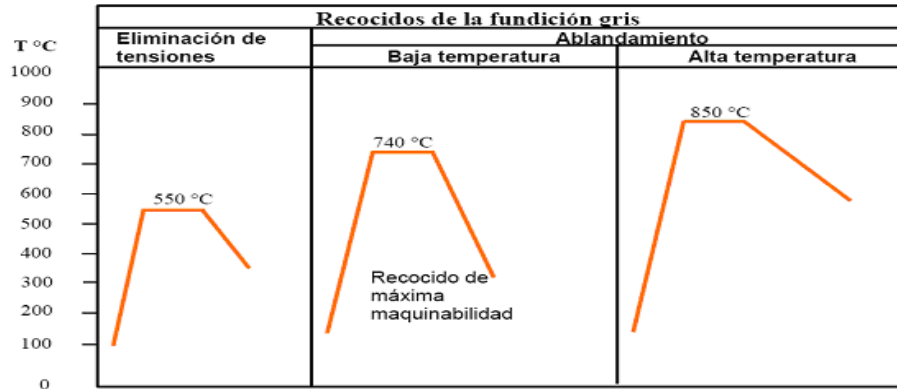 Recocidos de la fundición gris
T °C
Eliminación de
tensiones
Ablandamiento
Baja temperatura
Alta temperatura
1000
900
800
700
600
500
400
300
200
100
0
550 °C
740 °C
850 °C
Recocido de
máxima
maquinabilidad